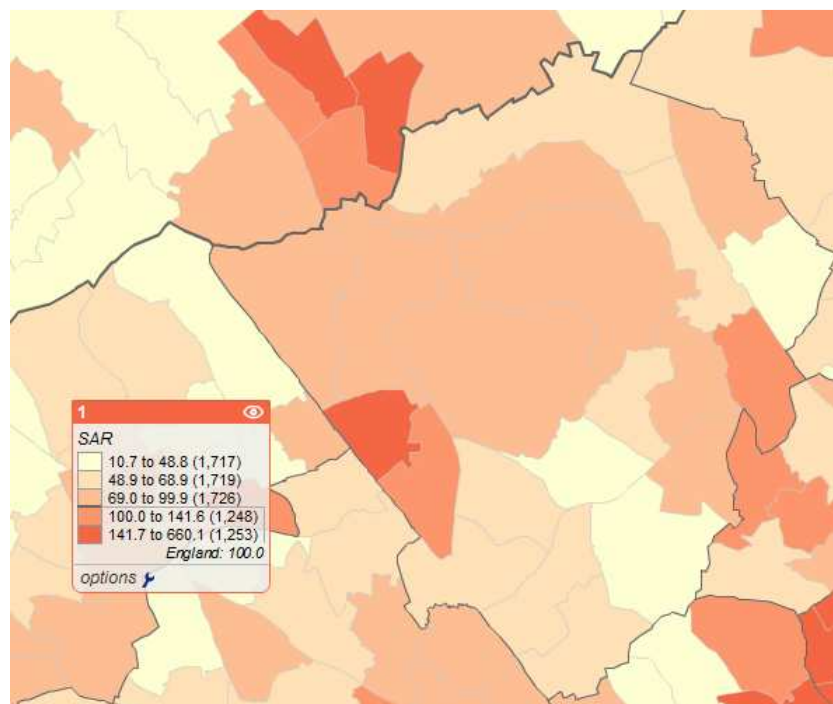 1
SAR
10.7 to 48.8 (1,717)
48.9 to 68.9 (1,719)
69.0 to 99.9 (1,726)
100.0 to 141.6 (1,248)
141.7 to 660.1 (1,253)
England: 100.0
options